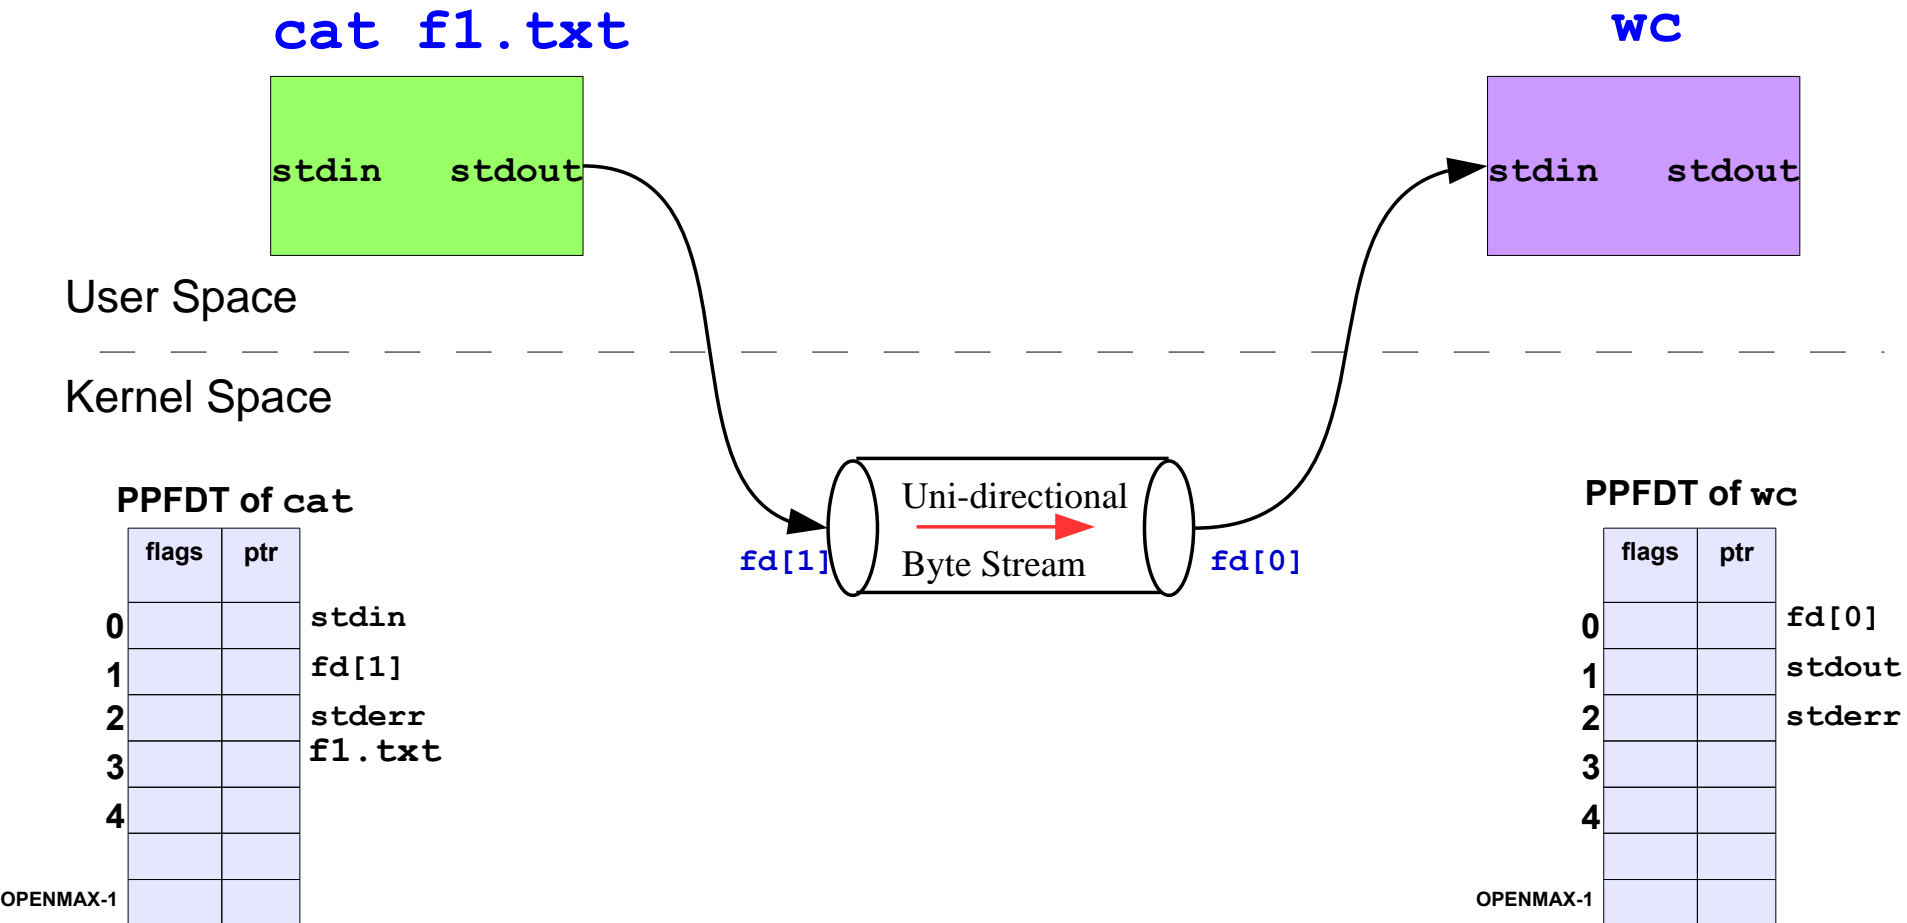 cat f1.txt
wc
stdin stdout
stdin stdout
User Space
Kernel Space
Uni-directional
Byte Stream
fd[1]
fd[0]
PPFDT of cat
flags ptr
0 stdin
1 fd[1]
2 stderr
3 f1.txt
4
OPENMAX-1
PPFDT of wc
flags ptr
0 fd[0]
1 stdout
2 stderr
3
4
OPENMAX-1